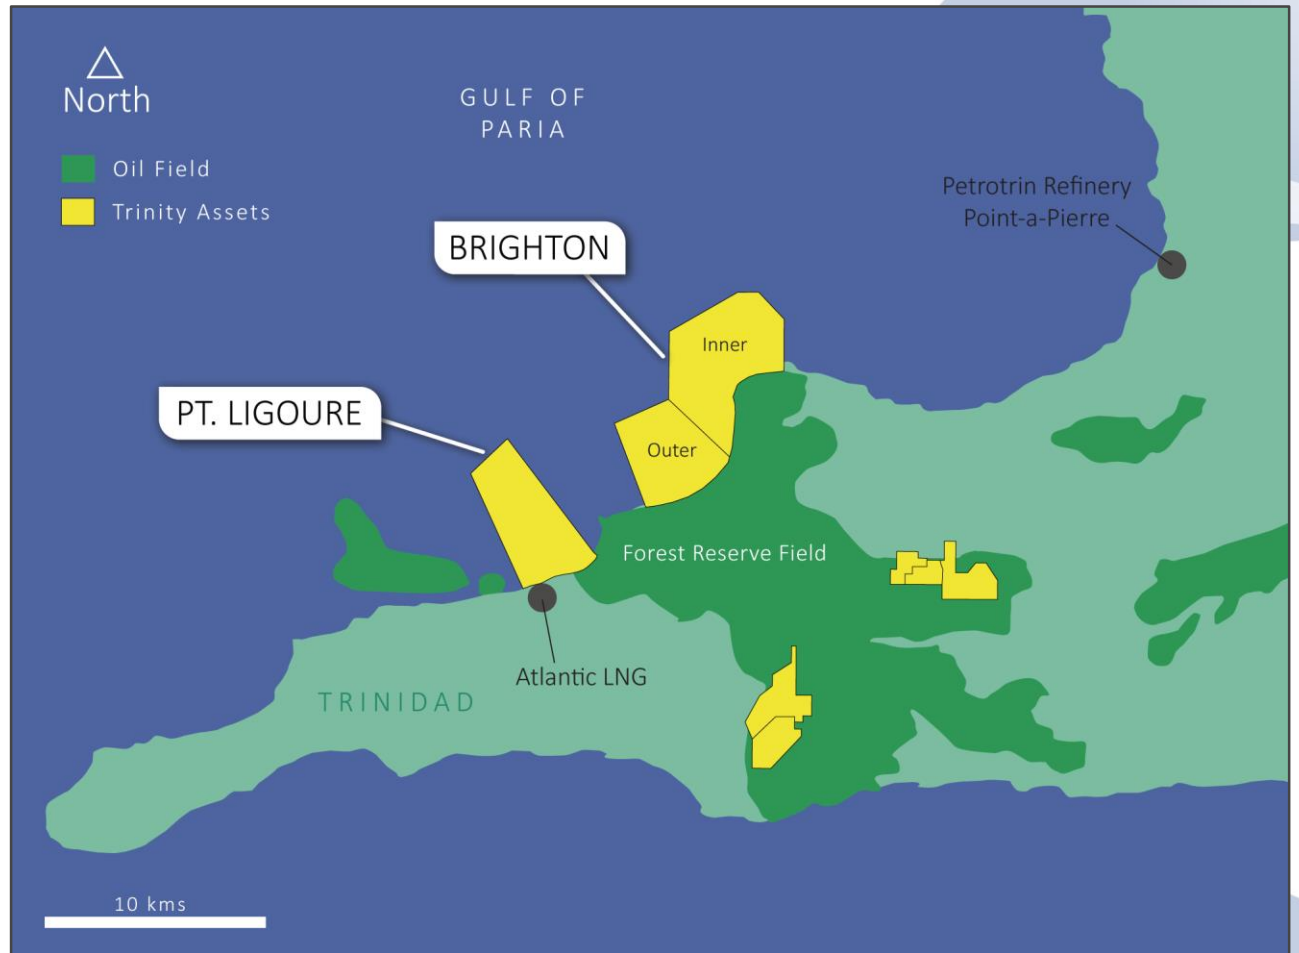 North
GULF OF
PARIA
Oil Field
Trinity Assets
Petrotrin Refinery
Point-a-Pierre
BRIGHTON
Inner
PT. LIGOURE
Outer
Forest Reserve Field
Atlantic LNG
TRINIDAD
10 kms